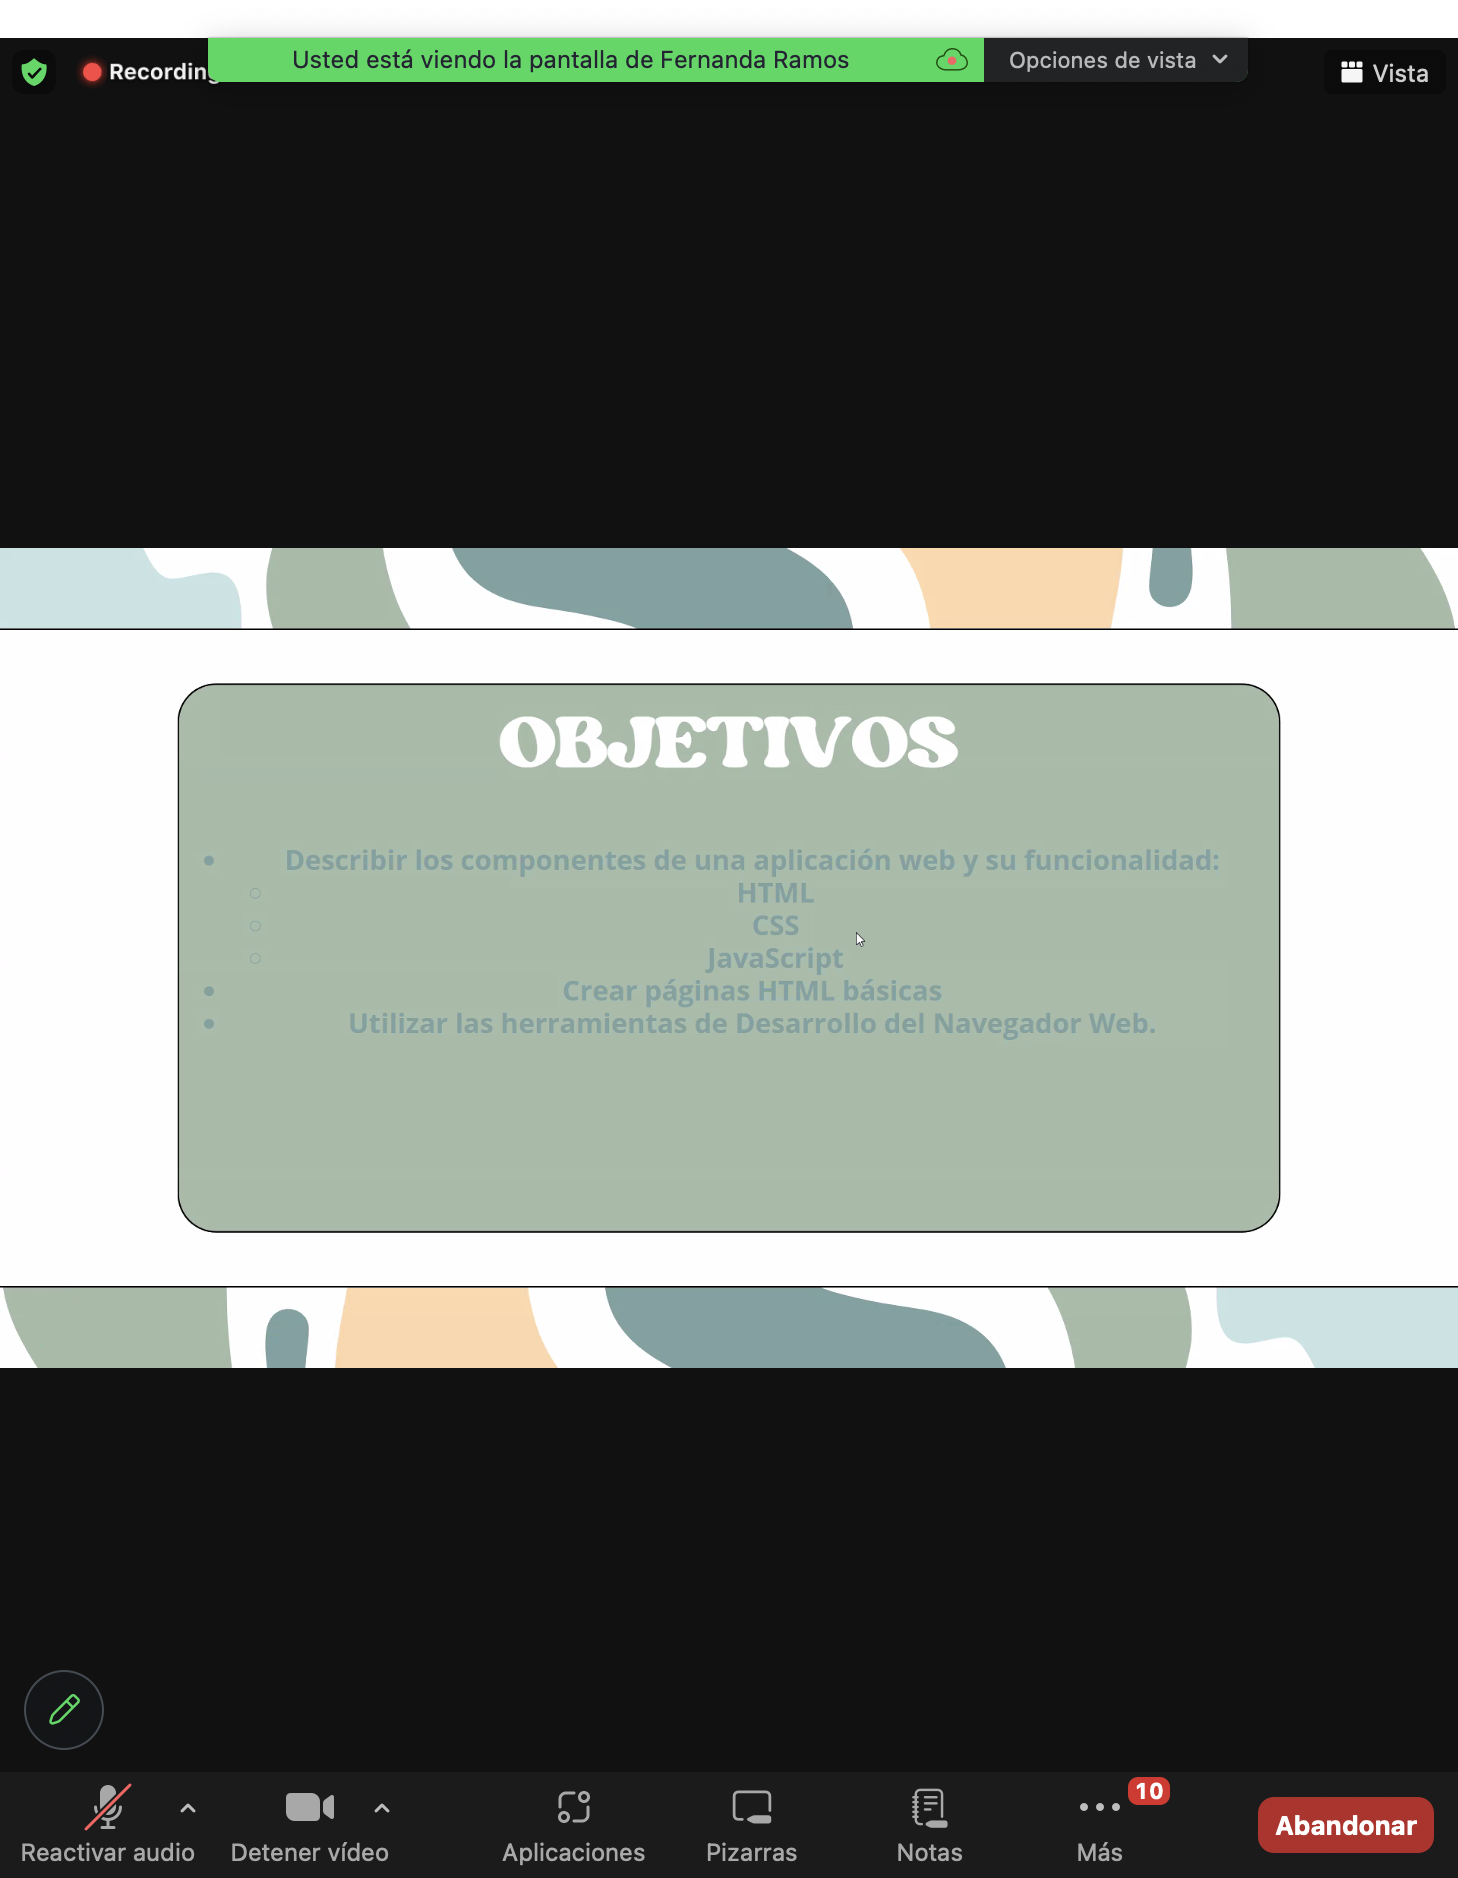 Recording
Usted está viendo la pantalla de Fernanda Ramos
Opciones de vista
Vista
OBJETIVOS
• Describir los componentes de una aplicación web y su funcionalidad:
○ HTML
○ CSS
○ JavaScript
• Crear páginas HTML básicas
• Utilizar las herramientas de Desarrollo del Navegador Web.
10
Reactivar audio
Detener vídeo
Aplicaciones
Pizarras
Notas
Más
Abandonar